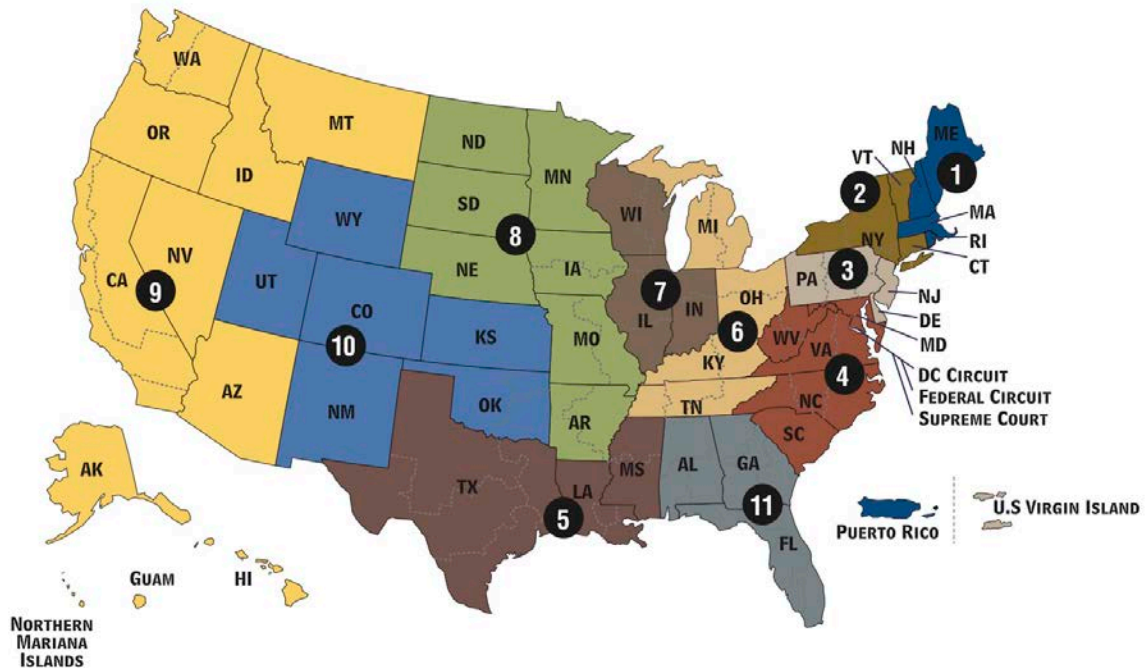 WA
MT
ND
ME
OR
MN
VT
NH
1
ID
2
SD
WI
MA
WY
8
MI
NY
RI
CT
NE
IA
PA
3
NV
CA
9
UT
7
OH
NJ
CO
IL
IN
DE
10
KS
MO
6
WV
VA
MD
KY
4
DC CIRCUIT
FEDERAL CIRCUIT
SUPREME COURT
AZ
NM
OK
TN
NC
AR
SC
AK
TX
MS
AL
GA
LA
5
11
U.S VIRGIN ISLAND
PUERTO RICO
FL
GUAM
HI
NORTHERN
MARIANA
ISLANDS